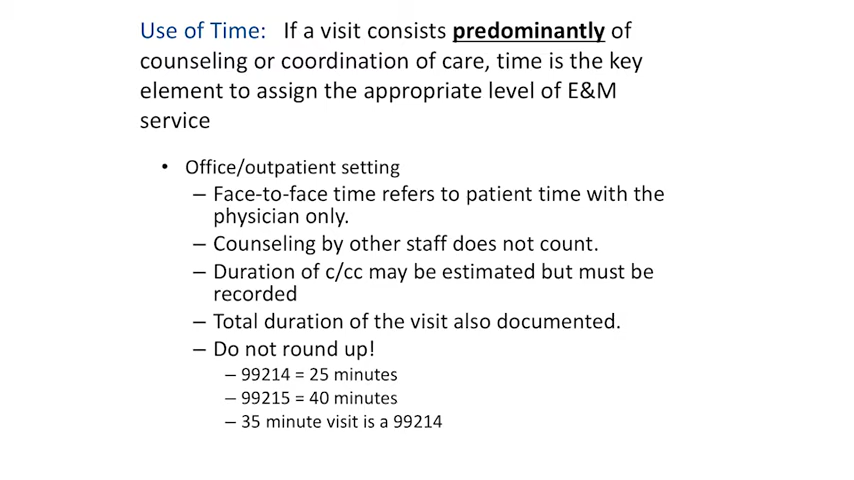 Use of Time: If a visit consists predominantly of
counseling or coordination of care, time is the key
element to assign the appropriate level of E&M
service
• Office/outpatient setting
– Face-to-face time refers to patient time with the
physician only.
– Counseling by other staff does not count.
– Duration of c/cc may be estimated but must be
recorded
– Total duration of the visit also documented.
– Do not round up!
– 99214 = 25 minutes
– 99215 = 40 minutes
– 35 minute visit is a 99214